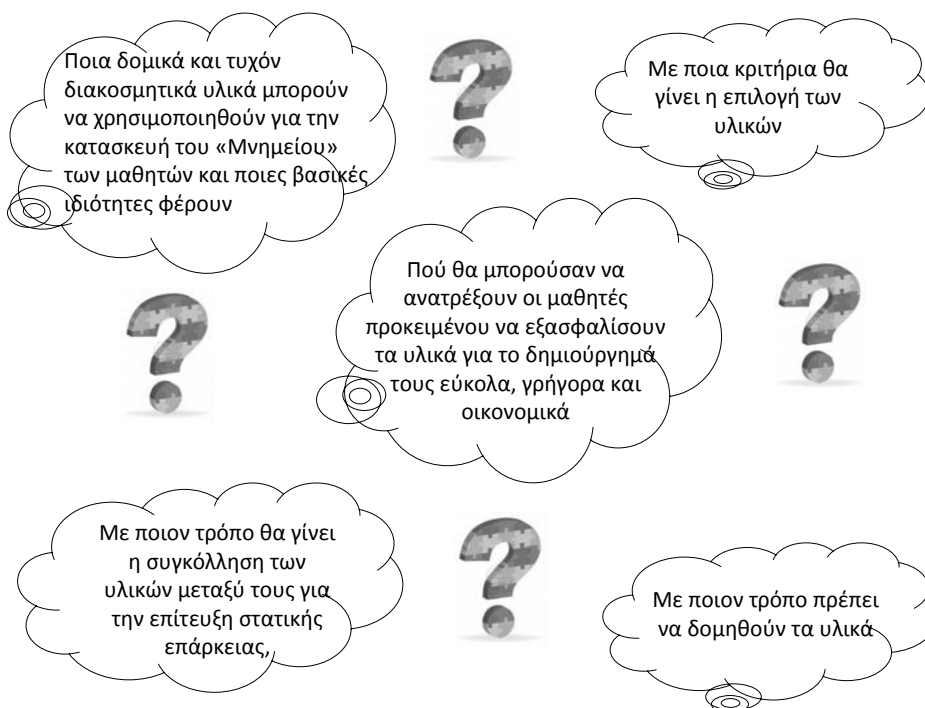 Ποια δομικά και τυχόν
διακοσμητικά υλικά μπορούν
να χρησιμοποιηθούν για την
κατασκευή του «Μνημείου»
των μαθητών και ποιες βασικές
ιδιότητες φέρουν
Με ποια κριτήρια θα
γίνει η επιλογή των
υλικών
Πού θα μπορούσαν να
ανατρέξουν οι μαθητές
προκειμένου να εξασφαλίσουν
τα υλικά για το δημιούργημά
τους εύκολα, γρήγορα και
οικονομικά
Με ποιον τρόπο θα γίνει
η συγκόλληση των
υλικών μεταξύ τους για
την επίτευξη στατικής
επάρκειας,
Με ποιον τρόπο πρέπει
να δομηθούν τα υλικά